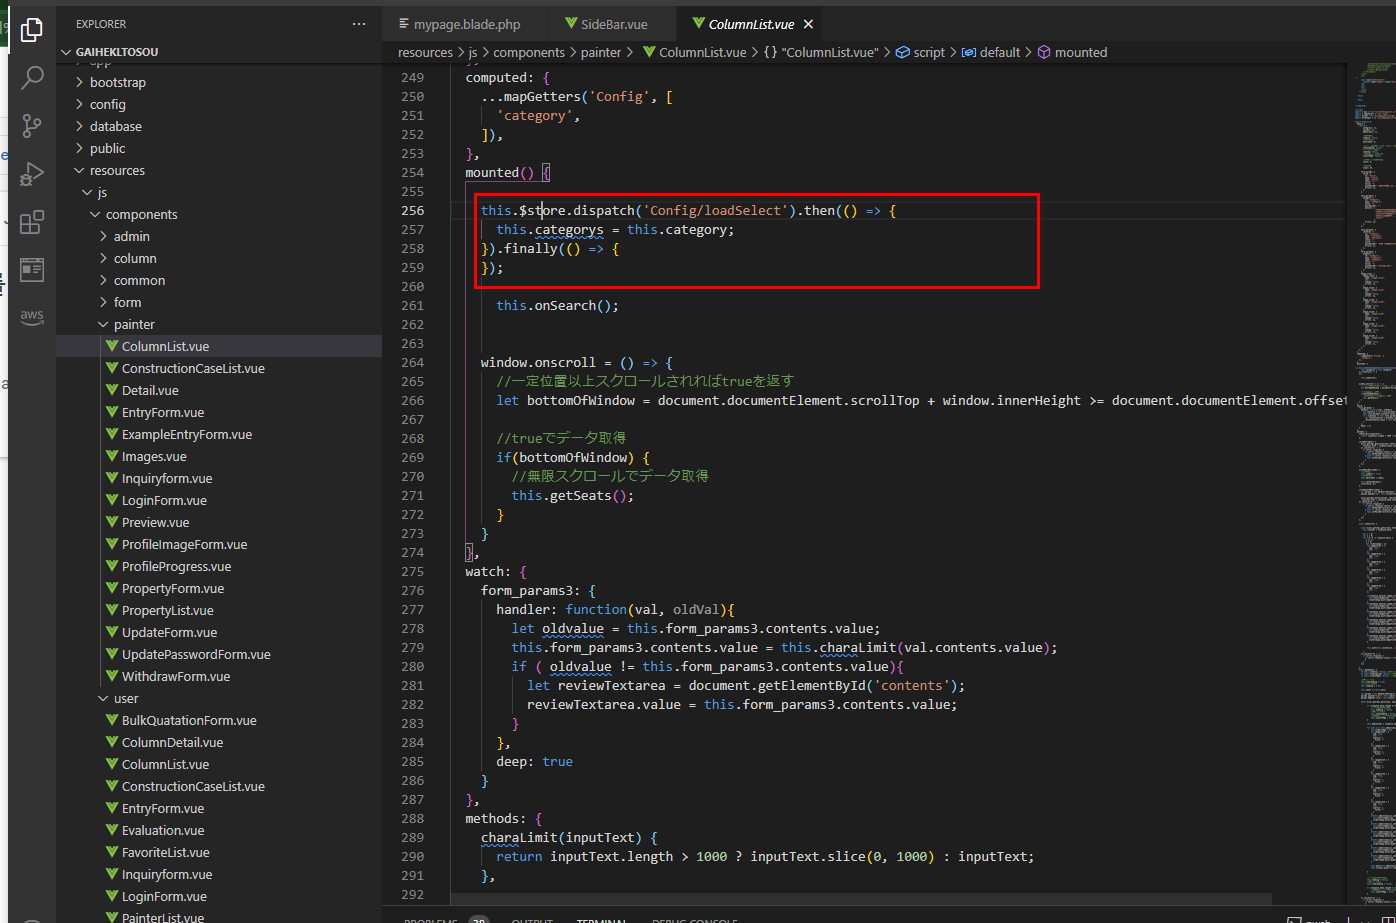 EXPLORER
GAIHEKLTOSOU
app
bootstrap
config
database
public
resources
js
components
admin
column
common
form
painter
ColumnList.vue
ConstructionCaseList.vue
Detail.vue
EntryForm.vue
ExampleEntryForm.vue
Images.vue
Inquiryform.vue
LoginForm.vue
Preview.vue
ProfileImageForm.vue
ProfileProgress.vue
PropertyForm.vue
PropertyList.vue
UpdateForm.vue
UpdatePasswordForm.vue
WithdrawForm.vue
user
BulkQuatationForm.vue
ColumnDetail.vue
ColumnList.vue
ConstructionCaseList.vue
EntryForm.vue
Evaluation.vue
FavoriteList.vue
Inquiryform.vue
LoginForm.vue
PainterList.vue
aws
mypage.blade.php
SideBar.vue
ColumnList.vue
resources > js > components > painter > ColumnList.vue > {} "ColumnList.vue" > script > default > mounted
249 computed: {
250 ...mapGetters('Config', [
251 'category',
252 ]),
253 },
254 mounted() {
255
256 this.$store.dispatch('Config/loadSelect').then(() => {
257 this.categorys = this.category;
258 }).finally(() => {
259 });
260
261 this.onSearch();
262
263
264 window.onscroll = () => {
265 //一定位置以上スクロールされればtrueを返す
266 let bottomOfWindow = document.documentElement.scrollTop + window.innerHeight >= document.documentElement.offset
267
268 //trueでデータ取得
269 if(bottomOfWindow) {
270 //無限スクロールでデータ取得
271 this.getSeats();
272 }
273 }
274 },
275 watch: {
276 form_params3: {
277 handler: function(val, oldVal){
278 let oldvalue = this.form_params3.contents.value;
279 this.form_params3.contents.value = this.charaLimit(val.contents.value);
280 if ( oldvalue != this.form_params3.contents.value){
281 let reviewTextarea = document.getElementById('contents');
282 reviewTextarea.value = this.form_params3.contents.value;
283 }
284 },
285 deep: true
286 }
287 },
288 methods: {
289 charaLimit(inputText) {
290 return inputText.length > 1000 ? inputText.slice(0, 1000) : inputText;
291 },
292
PROBLEMS
OUTPUT
TERMINAL
DEBUG CONSOLE